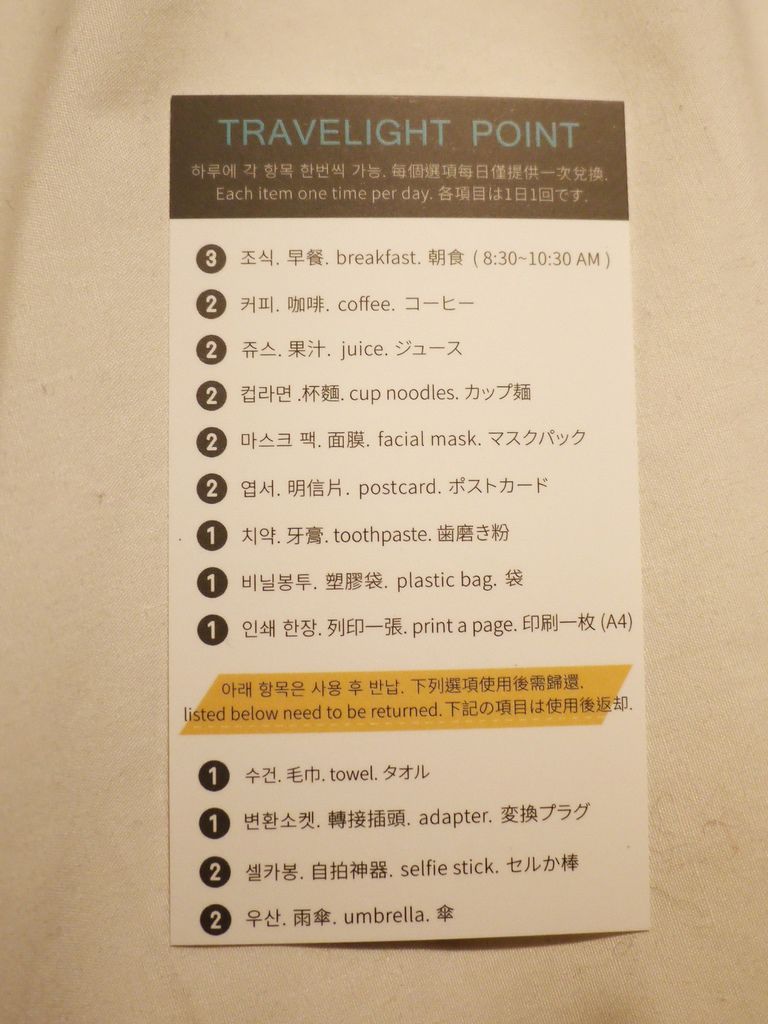 TRAVELIGHT POINT
하루에 각 항목 한번씩 가능. 每個選項每日僅提供一次兌換.
Each item one time per day. 各項目は1日1回です.
3 조식. 早餐. breakfast. 朝食 ( 8:30~10:30 AM )
2 커피. 咖啡. coffee. コーヒー
2 쥬스. 果汁. juice. ジュース
2 컵라면 .杯麵. cup noodles. カップ麺
2 마스크 팩. 面膜. facial mask. マスクパック
2 엽서. 明信片. postcard. ポストカード
1 치약. 牙膏. toothpaste. 歯磨き粉
1 비닐봉투. 塑膠袋. plastic bag. 袋
1 인쇄 한장. 列印一張. print a page. 印刷一枚 (A4)
아래 항목은 사용 후 반납. 下列選項使用後需歸還.
listed below need to be returned. 下記の項目は使用後返却.
1 수건. 毛巾. towel. タオル
1 변환소켓. 轉接插頭. adapter. 変換プラグ
2 셀카봉. 自拍神器. selfie stick. セルか棒
2 우산. 雨傘. umbrella. 傘